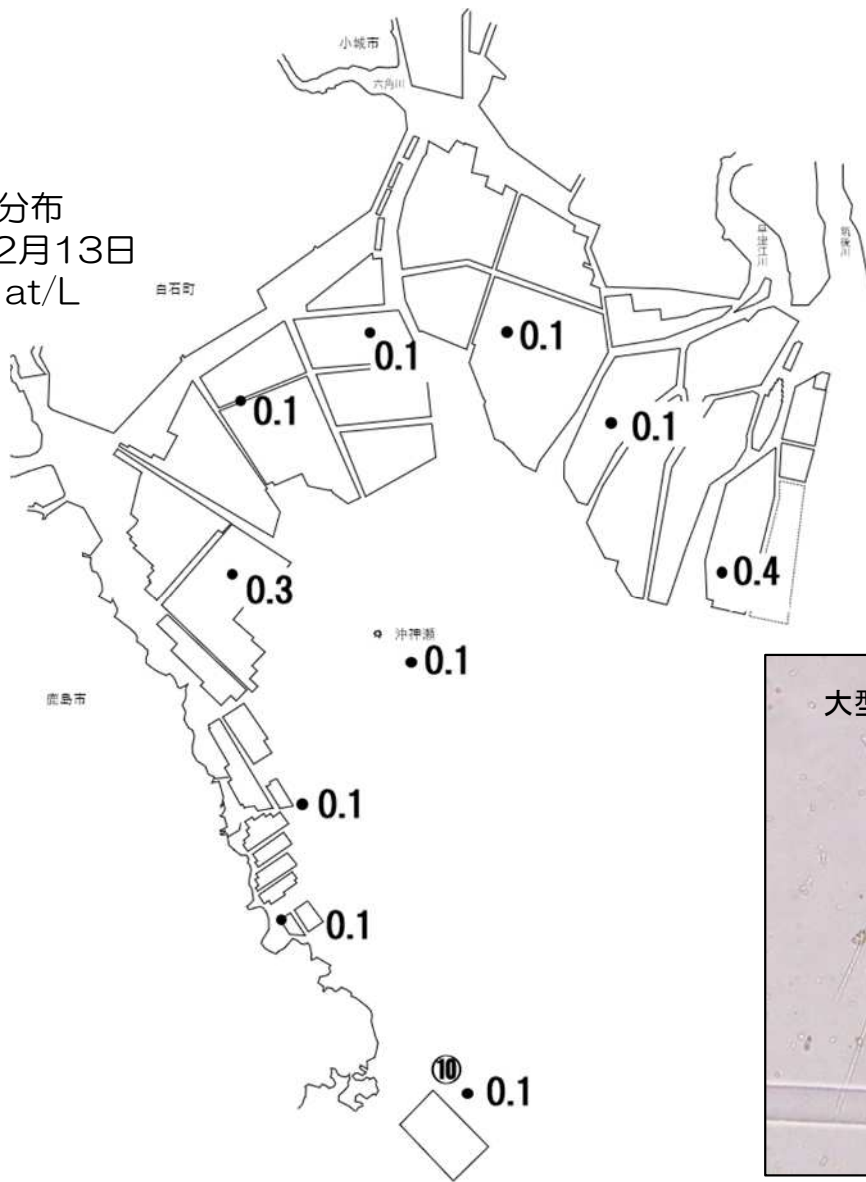 小城市
六角川
分布
2月13日
at/L
早津江川
筑後川
白石町
0.1
0.1
0.1
0.1
0.3
0.4
沖神瀬
0.1
鹿島市
大型
0.1
0.1
⑩
0.1